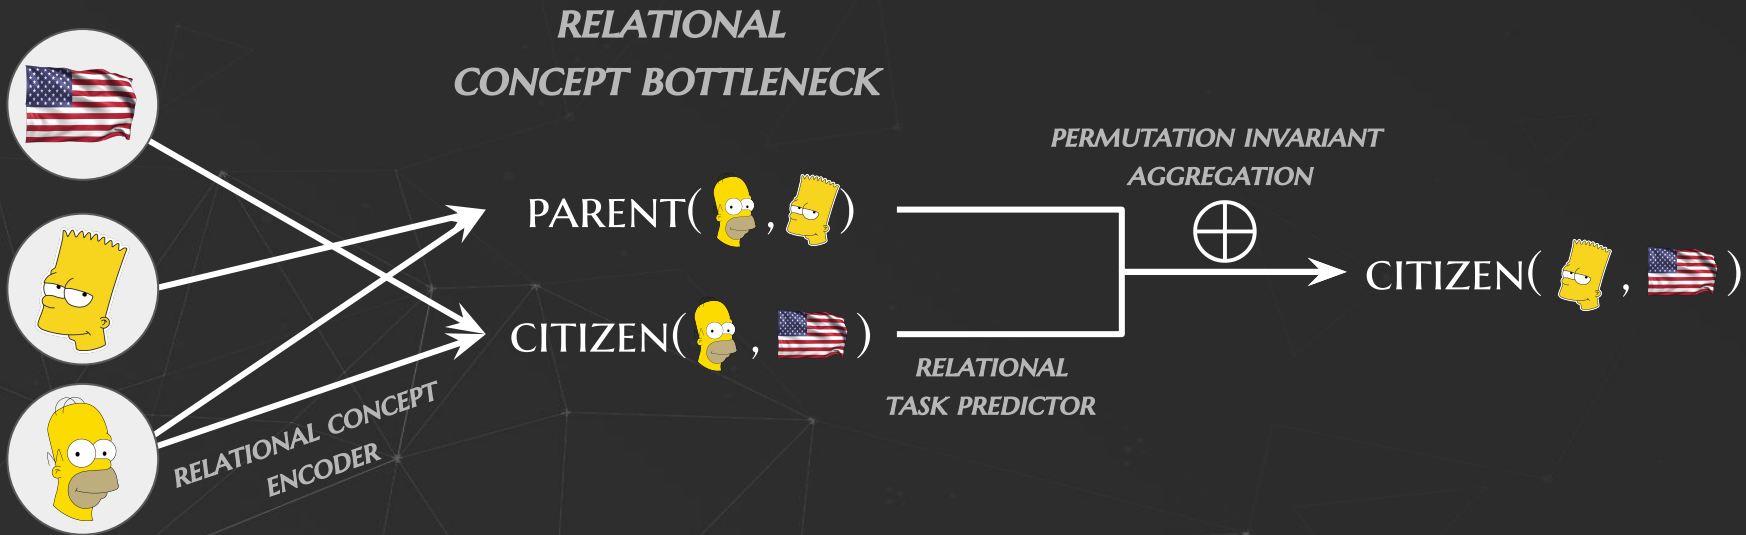 RELATIONAL
CONCEPT BOTTLENECK
PERMUTATION INVARIANT
AGGREGATION
PARENT( , )
CITIZEN( , )
CITIZEN( , )
RELATIONAL
TASK PREDICTOR
RELATIONAL CONCEPT
ENCODER